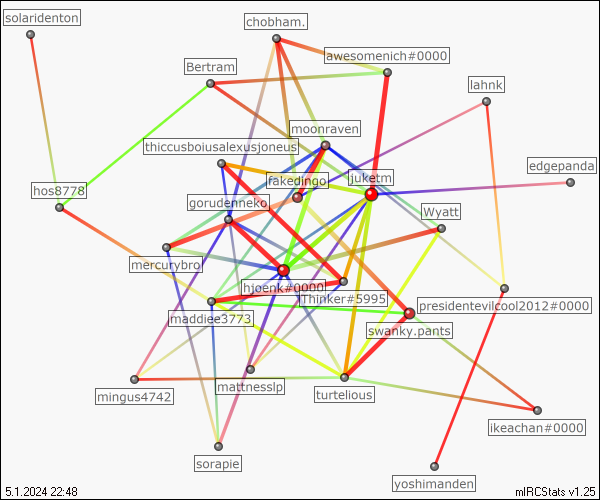 solaridenton
chobham.
awesomenich#0000
Bertram
lahnk
moonraven
thiccusboiusalexusjoneus
edgepanda
fakedingo
juketm
hos8778
gorudenneko
Wyatt
mercurybro
hjoenk#0000
Thinker#5995
presidentevilcool2012#0000
maddiee3773
swanky.pants
mingus4742
mattnesslp
turtelious
ikeachan#0000
sorapie
yoshimanden
5.1.2024 22:48
mIRCStats v1.25